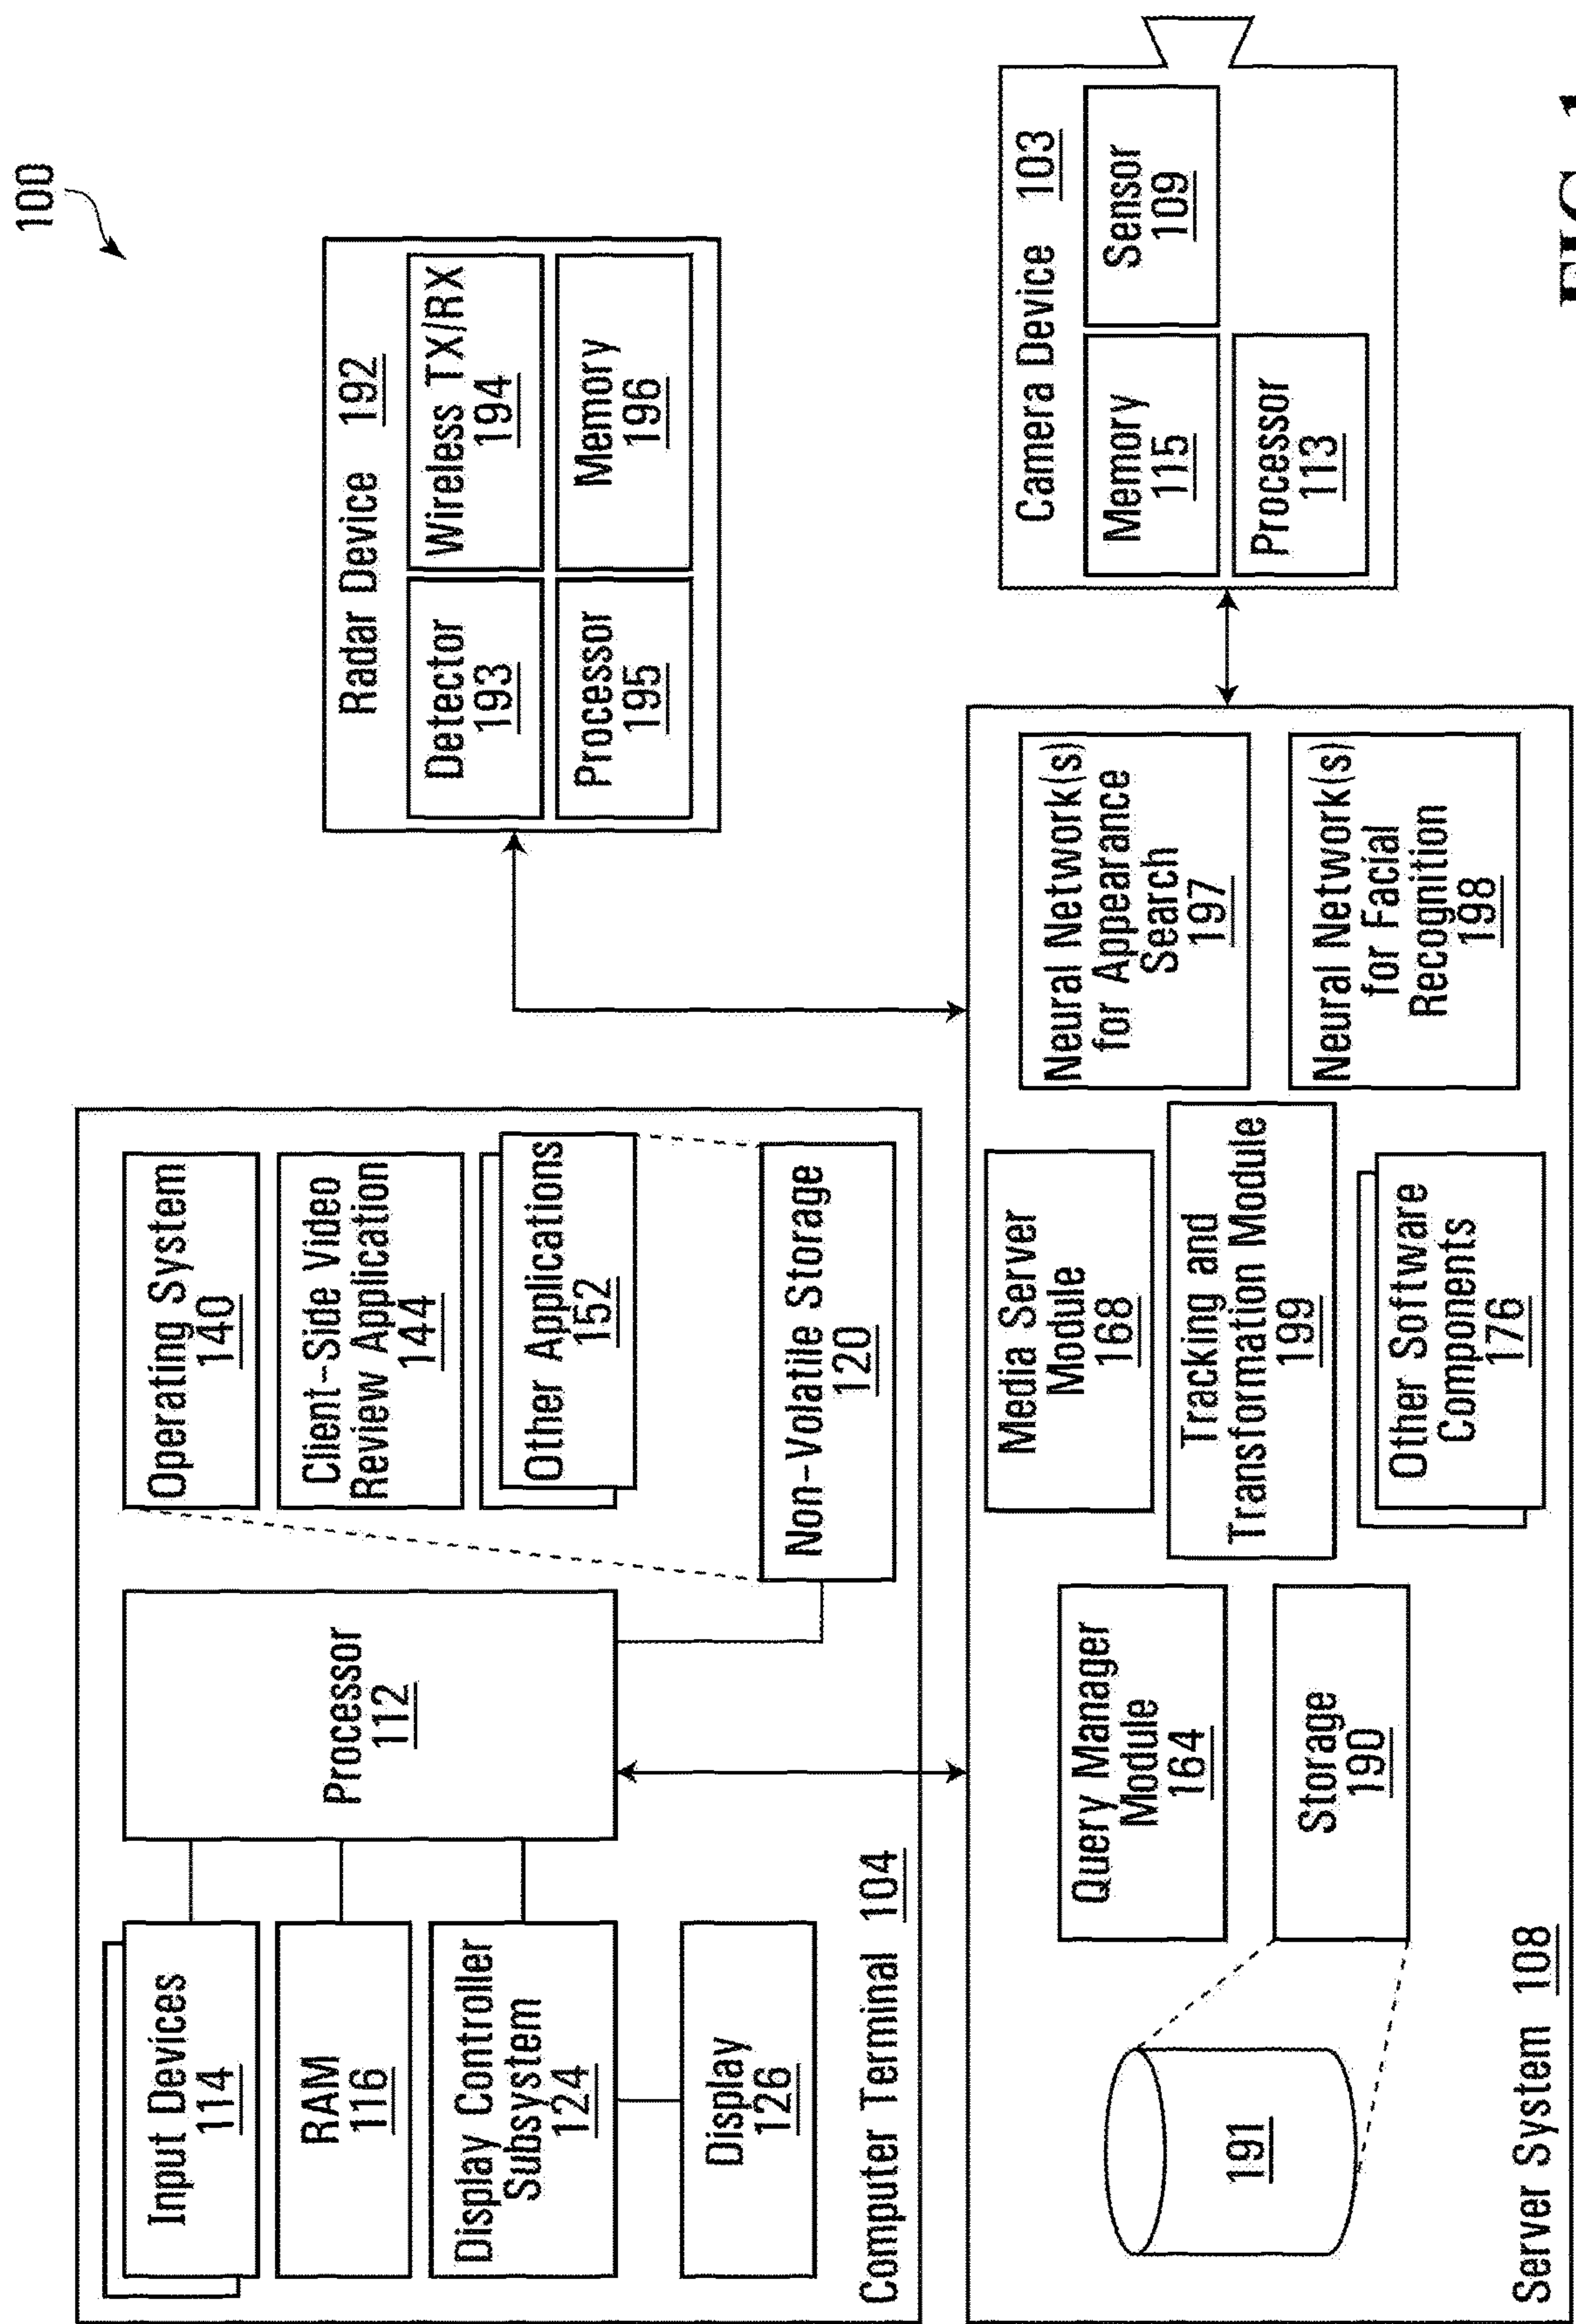 100
Input Devices
114
RAM
116
Display Controller
Subsystem
124
Display
126
Processor
112
Operating System
140
Client-Side Video
Review Application
144
Other Applications
152
Non-Volatile Storage
120
Computer Terminal 104
Radar Device 192
Detector
193
Wireless TX/RX
194
Processor
195
Memory
196
191
Query Manager
Module
164
Storage
190
Media Server
Module
168
Tracking and
Transformation Module
199
Other Software
Components
176
Neural Network(s)
for Appearance
Search
197
Neural Network(s)
for Facial
Recognition
198
Server System 108
Camera Device 103
Memory
115
Sensor
109
Processor
113
FIG. 1